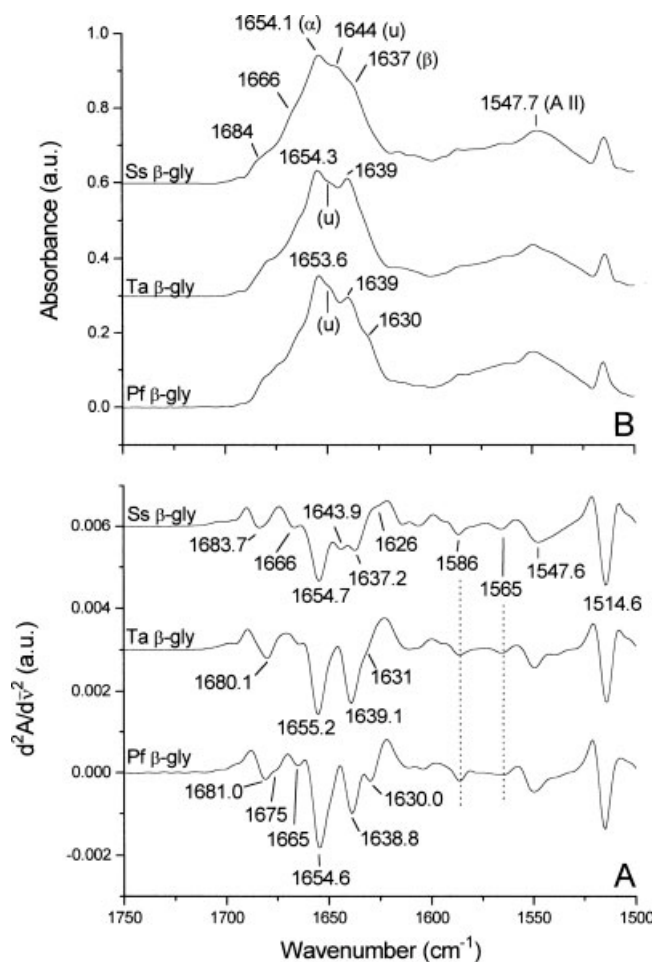 1654.1 (α)
1644 (u)
1637 (β)
1666
1547.7 (A II)
1684
Ss β-gly
1654.3
1639
(u)
Ta β-gly
1653.6
1639
(u)
1630
Pf β-gly
B
1.0
0.8
0.6
0.4
0.2
0.0
Absorbance (a.u.)
Ss β-gly
1683.7
1666
1654.7
1643.9
1637.2
1626
1586
1565
1547.6
1514.6
Ta β-gly
1680.1
1655.2
1639.1
1631
Pf β-gly
1681.0
1675
1665
1654.6
1638.8
1630.0
A
0.006
0.004
0.002
0.000
-0.002
d²A/dν̄² (a.u.)
1750 1700 1650 1600 1550 1500
Wavenumber (cm⁻¹)